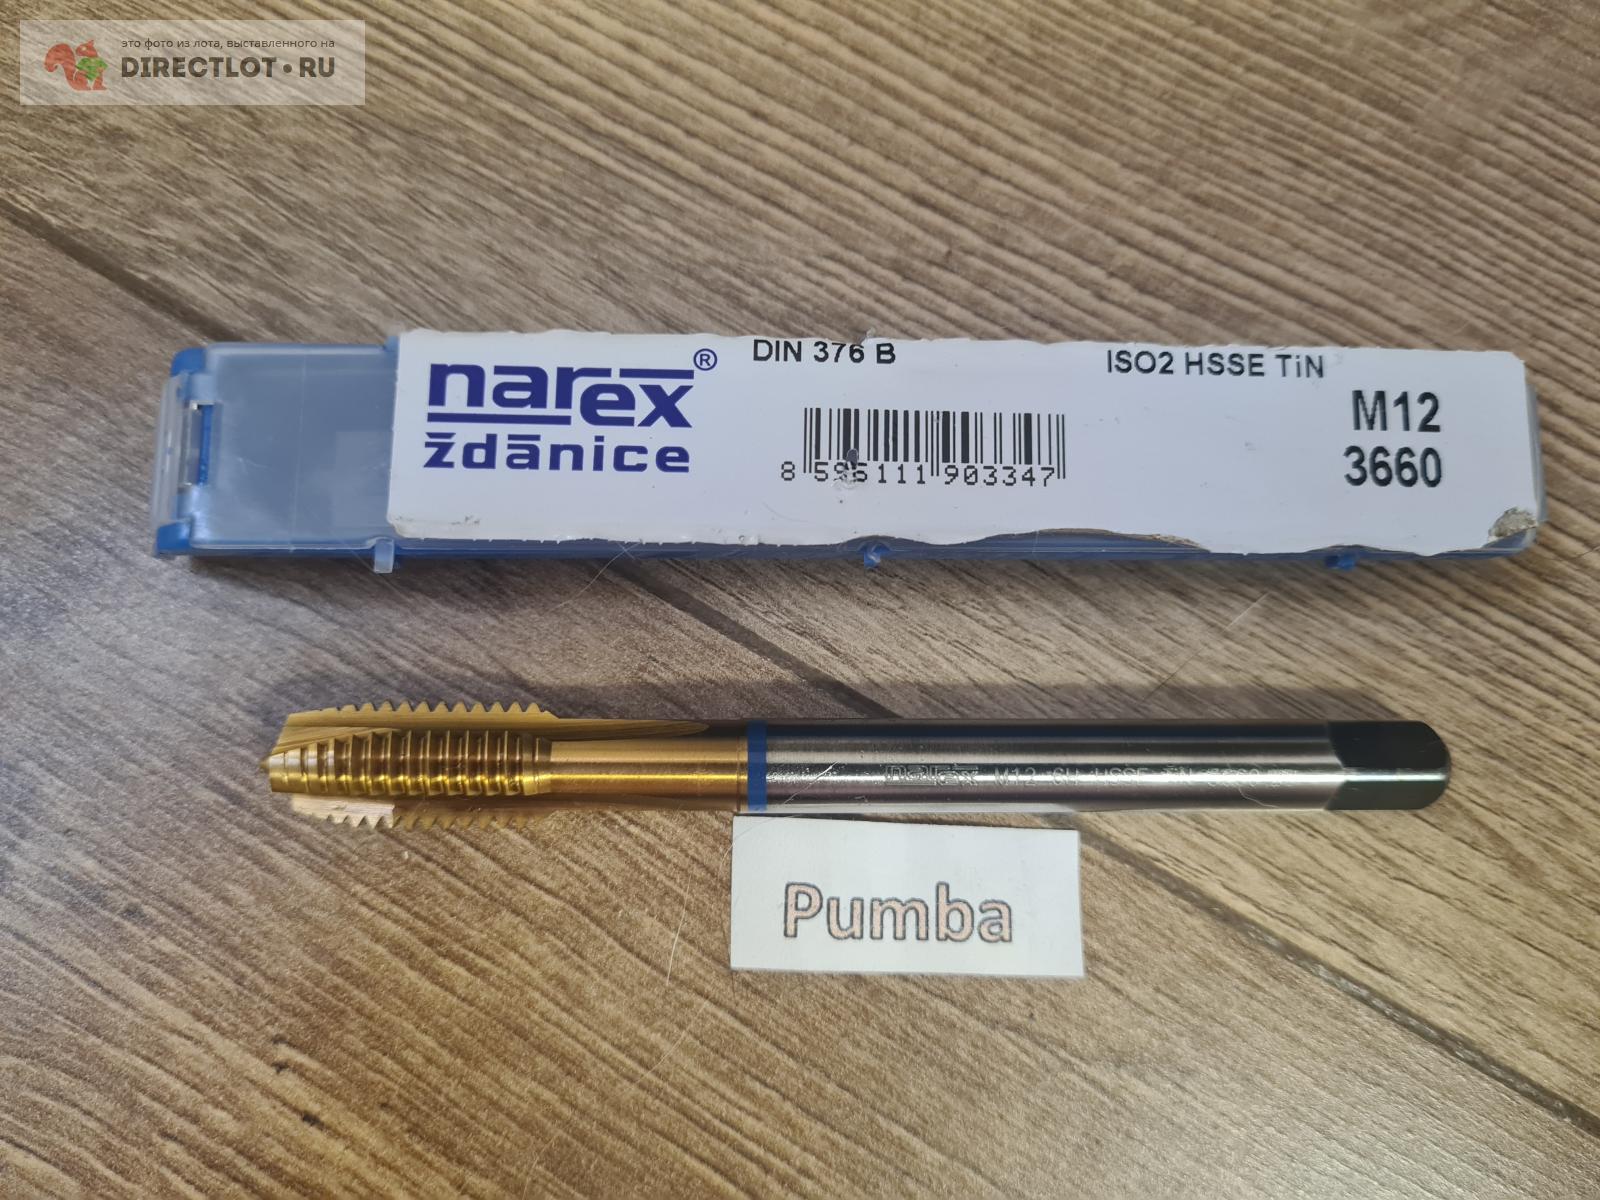 это фото из лота, выставленного на
DIRECTLOT•RU
narex®
ždánice
DIN 376 B
ISO2 HSSE TiN
M12
3660
8 595111 903347
narex M12 6H HSSE
Pumba